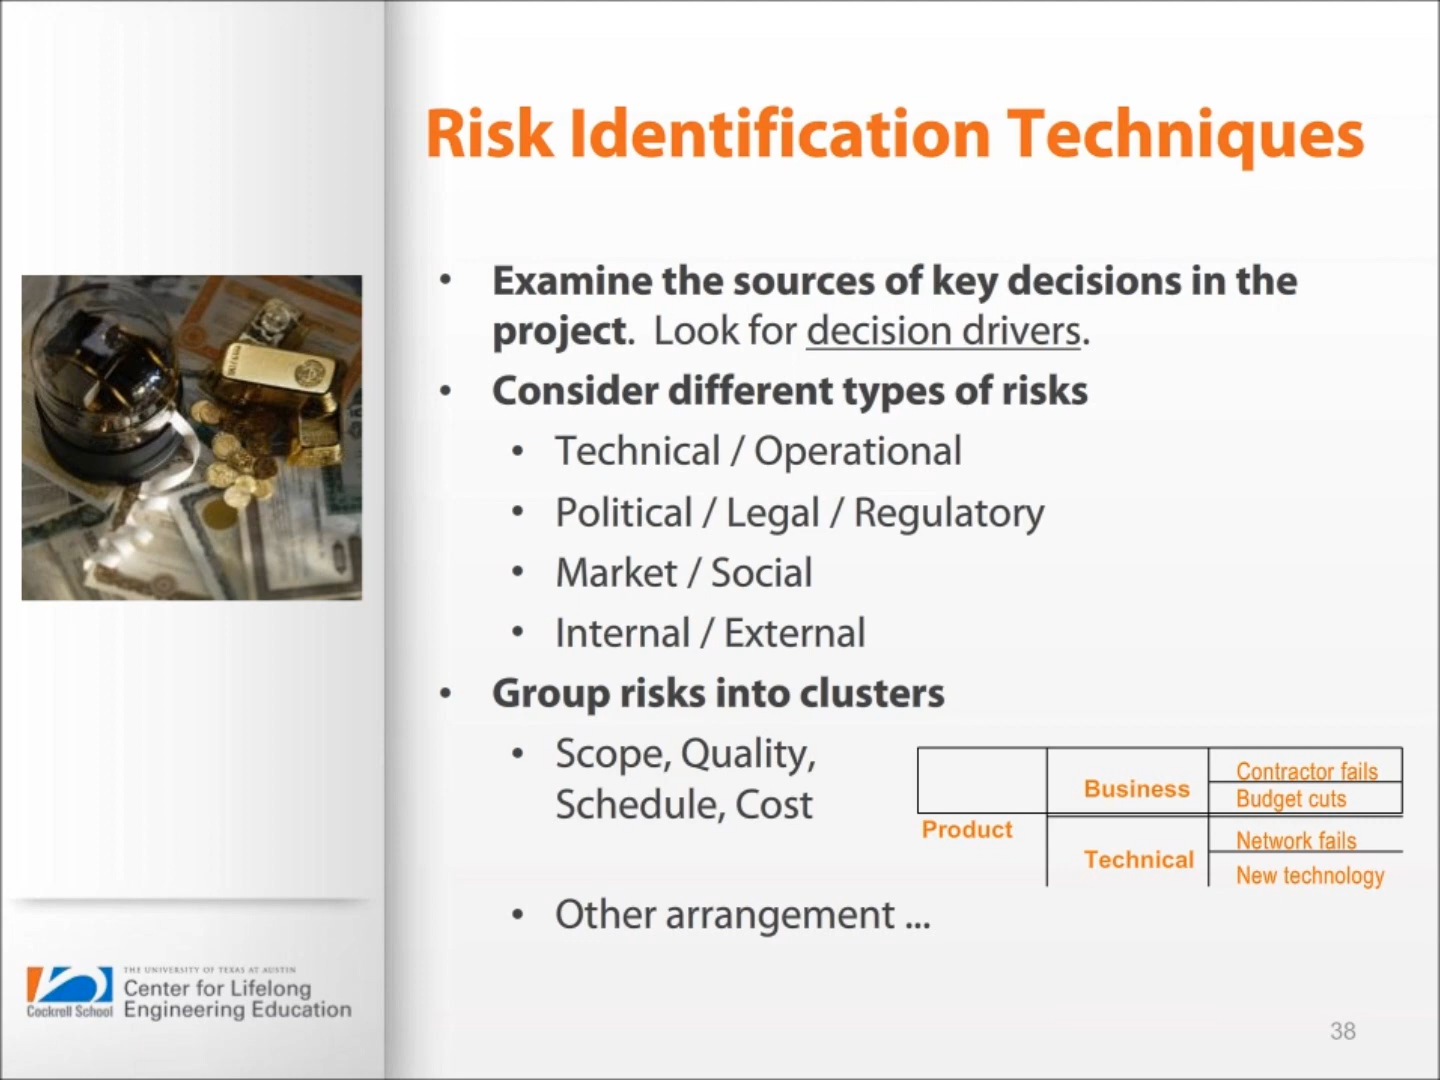 Risk Identification Techniques
• Examine the sources of key decisions in the
project. Look for decision drivers.
• Consider different types of risks
• Technical / Operational
• Political / Legal / Regulatory
• Market / Social
• Internal / External
• Group risks into clusters
• Scope, Quality,
Schedule, Cost
Product
Business
Contractor fails
Budget cuts
Technical
Network fails
New technology
• Other arrangement ...
THE UNIVERSITY OF TEXAS AT AUSTIN
Center for Lifelong
Engineering Education
Cockrell School
38